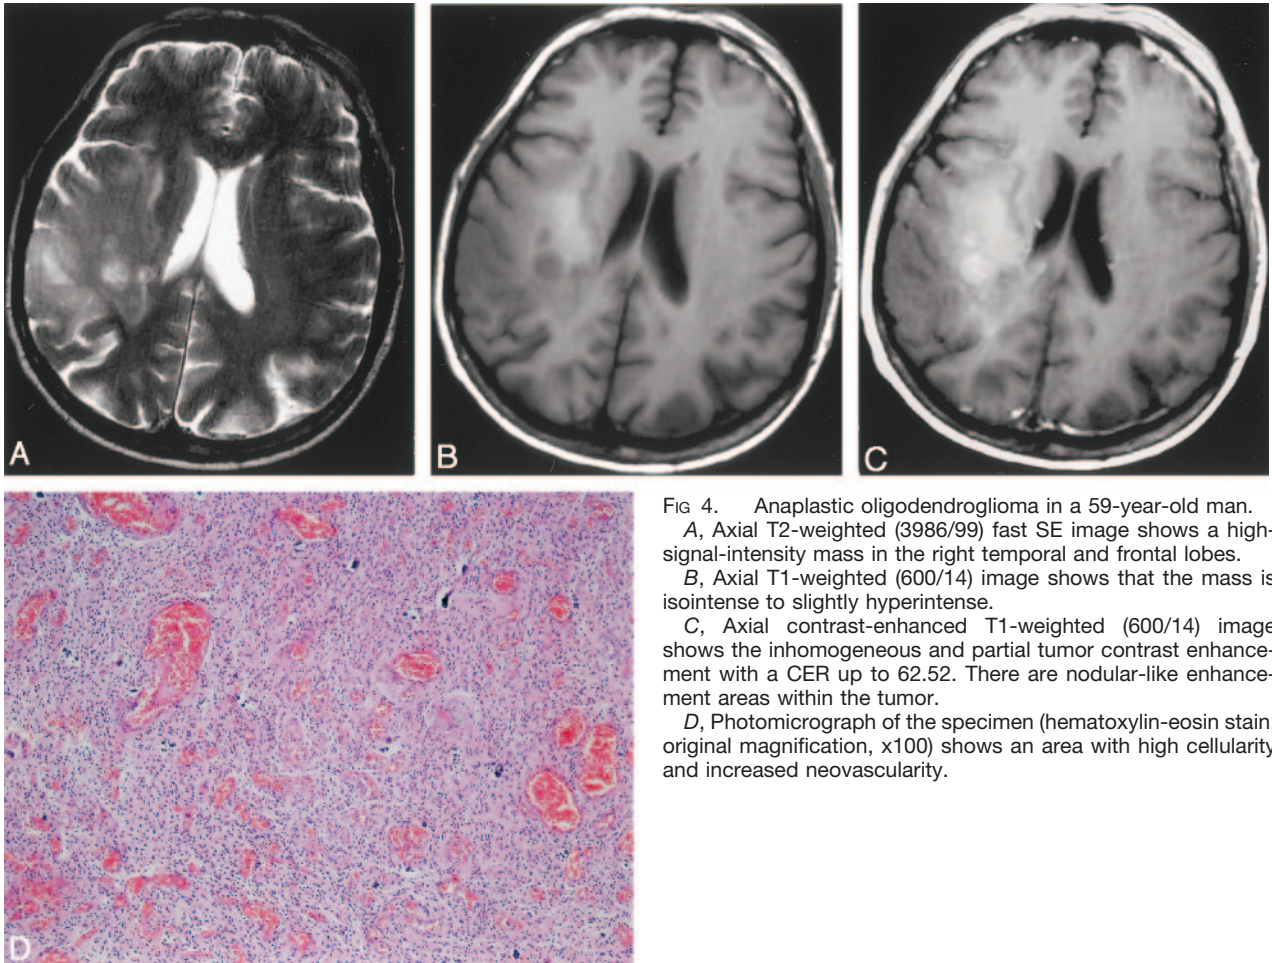 A
B
C
D
FIG 4. Anaplastic oligodendroglioma in a 59-year-old man.
A, Axial T2-weighted (3986/99) fast SE image shows a high-
signal-intensity mass in the right temporal and frontal lobes.
B, Axial T1-weighted (600/14) image shows that the mass is
isointense to slightly hyperintense.
C, Axial contrast-enhanced T1-weighted (600/14) image
shows the inhomogeneous and partial tumor contrast enhance-
ment with a CER up to 62.52. There are nodular-like enhance-
ment areas within the tumor.
D, Photomicrograph of the specimen (hematoxylin-eosin stain;
original magnification, x100) shows an area with high cellularity
and increased neovascularity.